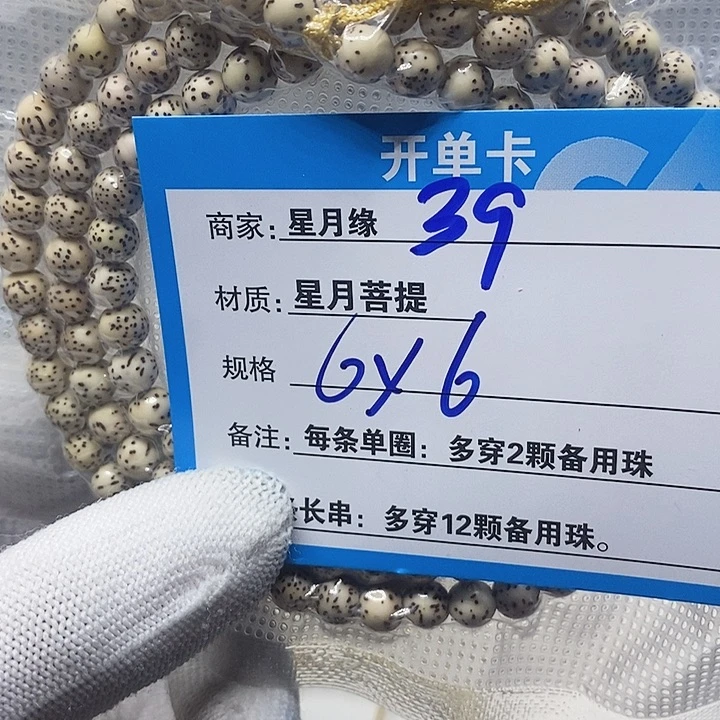 开单卡
商家：星月缘 39
材质：星月菩提
规格 6x6
备注：每条单圈：多穿2颗备用珠
长串：多穿12颗备用珠。